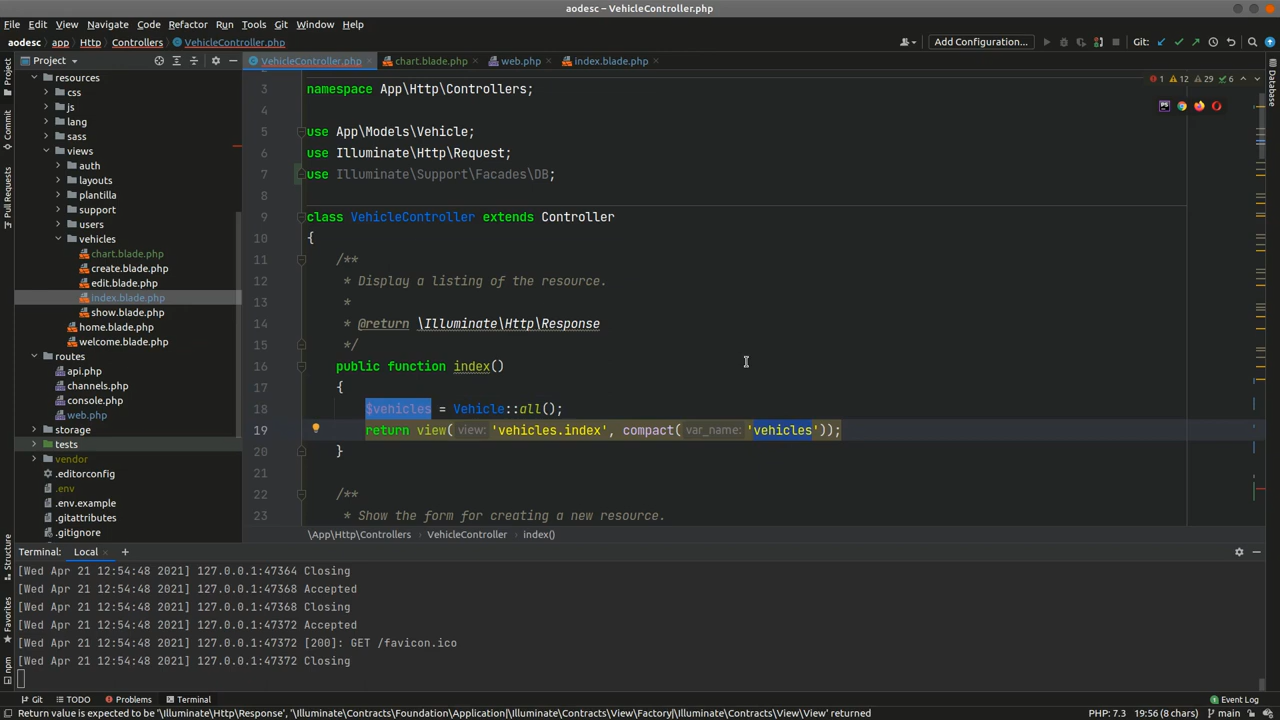 aodesc – VehicleController.php
File Edit View Navigate Code Refactor Run Tools Git Window Help
aodesc app Http Controllers VehicleController.php Add Configuration... Git:
Project
VehicleController.php chart.blade.php web.php index.blade.php
resources
css
js
lang
sass
views
auth
layouts
plantilla
support
users
vehicles
chart.blade.php
create.blade.php
edit.blade.php
index.blade.php
show.blade.php
home.blade.php
welcome.blade.php
routes
api.php
channels.php
console.php
web.php
storage
tests
vendor
.editorconfig
.env
.env.example
.gitattributes
.gitignore
Project
Commit
Pull Requests
Structure
Favorites
npm
Database
1 12 29 6
2
3 namespace App\Http\Controllers;
4
5 use App\Models\Vehicle;
6 use Illuminate\Http\Request;
7 use Illuminate\Support\Facades\DB;
8
9 class VehicleController extends Controller
10 {
11 /**
12 * Display a listing of the resource.
13 *
14 * @return \Illuminate\Http\Response
15 */
16 public function index()
17 {
18 $vehicles = Vehicle::all();
19 return view( view: 'vehicles.index', compact( var_name: 'vehicles'));
20 }
21
22 /**
23 * Show the form for creating a new resource.
\App\Http\Controllers VehicleController index()
Terminal: Local +
[Wed Apr 21 12:54:48 2021] 127.0.0.1:47364 Closing
[Wed Apr 21 12:54:48 2021] 127.0.0.1:47368 Accepted
[Wed Apr 21 12:54:48 2021] 127.0.0.1:47368 Closing
[Wed Apr 21 12:54:48 2021] 127.0.0.1:47372 Accepted
[Wed Apr 21 12:54:48 2021] 127.0.0.1:47372 [200]: GET /favicon.ico
[Wed Apr 21 12:54:48 2021] 127.0.0.1:47372 Closing
Git TODO Problems Terminal Event Log
Return value is expected to be '\Illuminate\Http\Response', '\Illuminate\Contracts\Foundation\Application|\Illuminate\Contracts\View\Factory|\Illuminate\Contracts\View\View' returned PHP: 7.3 19:56 (8 chars) main